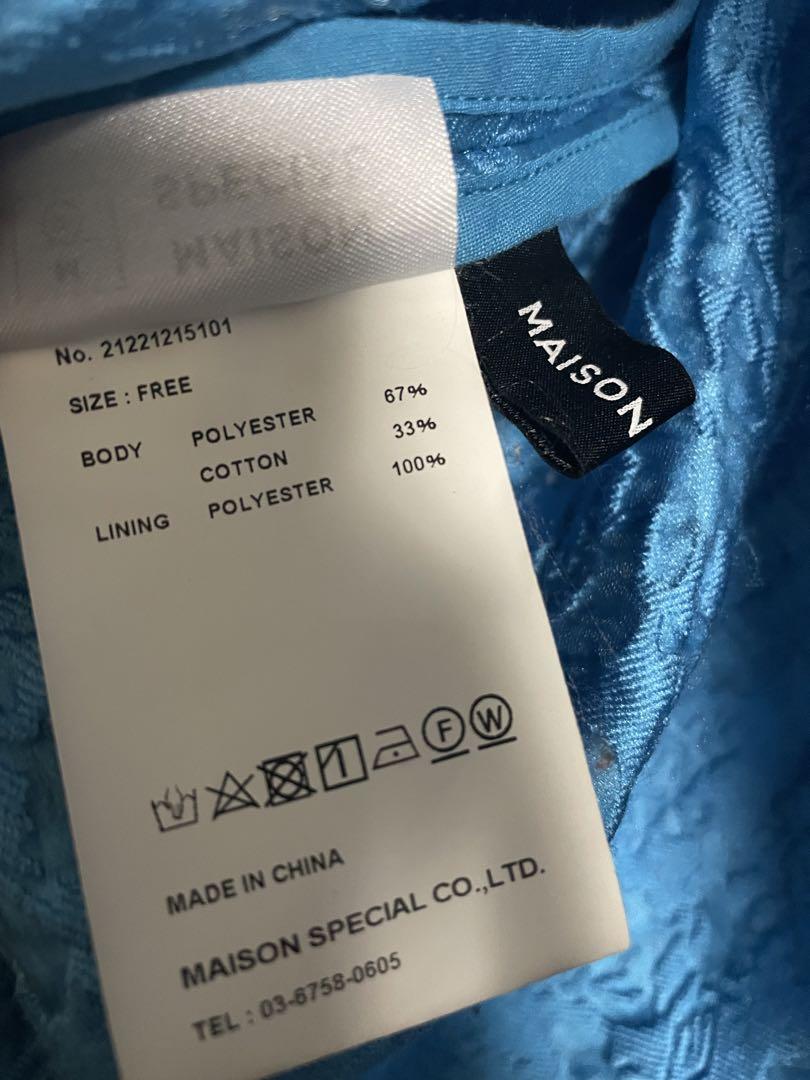 No. 21221215101
SIZE : FREE
BODY POLYESTER 67%
COTTON 33%
LINING POLYESTER 100%
F W
MADE IN CHINA
MAISON SPECIAL CO.,LTD.
TEL : 03-6758-0605
MAISON